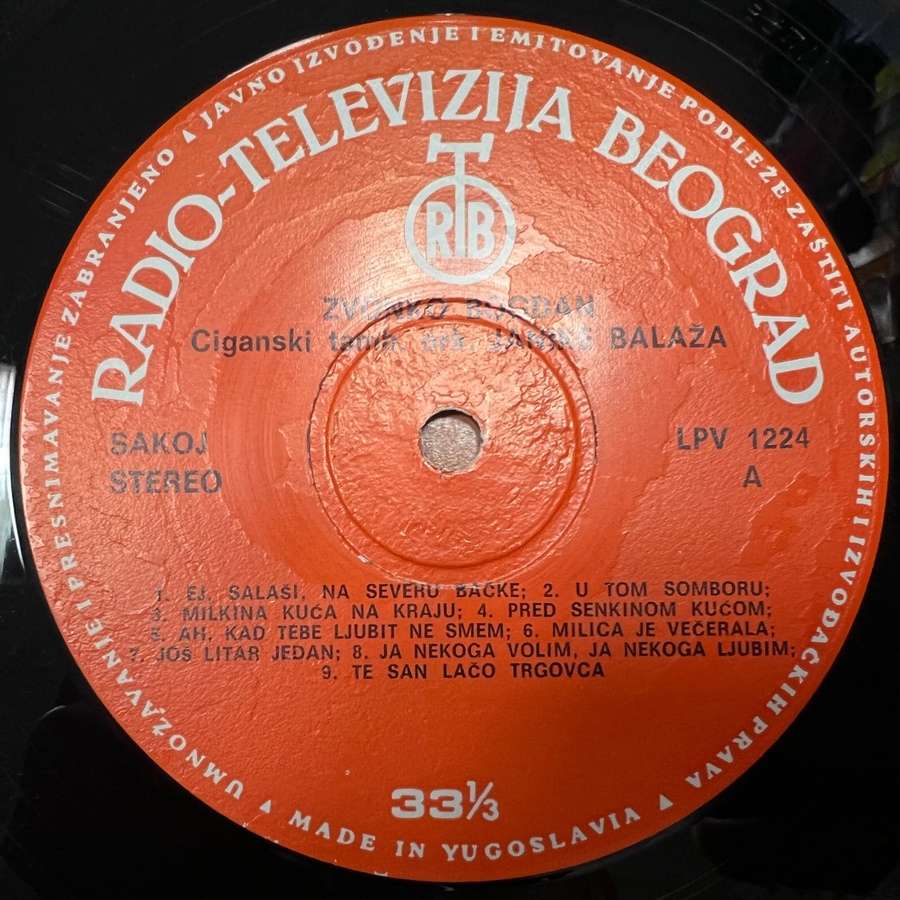 UMNOŽAVANJE I PRESNIMAVANJE ZABRANJENO ▲ JAVNO IZVOĐENJE I EMITOVANJE PODLEŽE ZAŠTITI AUTORSKIH I IZVOĐAČKIH PRAVA ▲ MADE IN YUGOSLAVIA ▲
RADIO-TELEVIZIJA BEOGRAD
RTB
ZVONKO BOGDAN
Ciganski tamb. ork. JANIKE BALAŽA
SAKOJ
STEREO
LPV 1224
A
1. EJ, SALAŠI, NA SEVERU BAČKE; 2. U TOM SOMBORU;
3. MILKINA KUĆA NA KRAJU; 4. PRED SENKINOM KUĆOM;
5. AH, KAD TEBE LJUBIT NE SMEM; 6. MILICA JE VEČERALA;
7. JOŠ LITAR JEDAN; 8. JA NEKOGA VOLIM, JA NEKOGA LJUBIM;
9. TE SAN LAČO TRGOVCA
33⅓